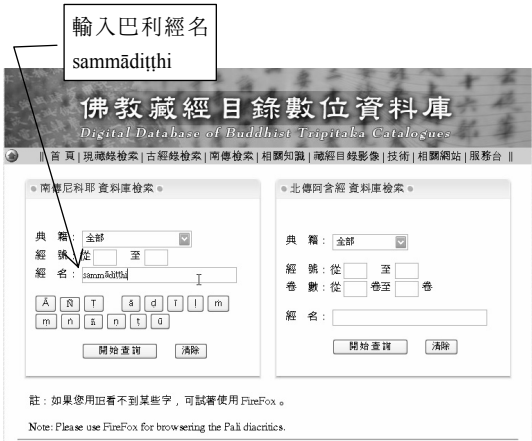 輸入巴利經名
sammādiṭṭhi
佛教藏經目錄數位資料庫
Digital Database of Buddhist Tripitaka Catalogues
‖ 首 頁 | 現藏錄檢索 | 古經錄檢索 | 南傳檢索 | 相關知識 | 藏經目錄影像 | 技術 | 相關網站 | 服務台 ‖
南傳尼科耶 資料庫檢索
典 籍：全部
經 號：從 至
經 名：sammādiṭṭhi
Ā Ñ T ā ḍ ī ḷ ṁ
ṃ ṅ ñ ṇ ṭ ū
開始查詢 清除
北傳阿含經 資料庫檢索
典 籍：全部
經 號：從 至
卷 數：從 卷至 卷
經 名：
開始查詢 清除
註：如果您用IE看不到某些字，可試著使用 FireFox。
Note: Please use FireFox for browsering the Pali diacritics.